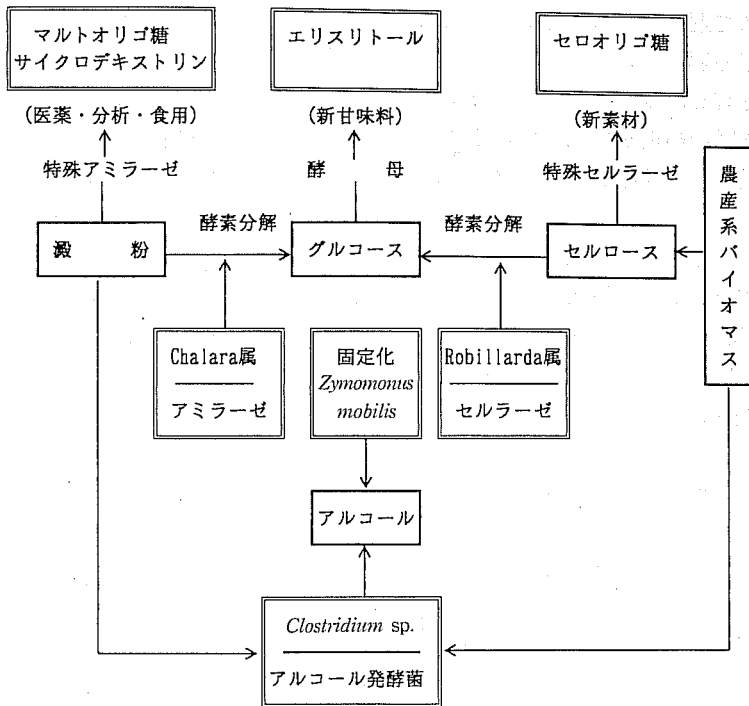 マルトオリゴ糖
サイクロデキストリン
エリスリトール
セロオリゴ糖
(医薬・分析・食用)
(新甘味料)
(新素材)
特殊アミラーゼ
酵　母
特殊セルラーゼ
農産系バイオマス
澱　粉
酵素分解
グルコース
酵素分解
セルロース
Chalara属
アミラーゼ
固定化
Zymomonus
mobilis
Robillarda属
セルラーゼ
アルコール
Clostridium sp.
アルコール発酵菌